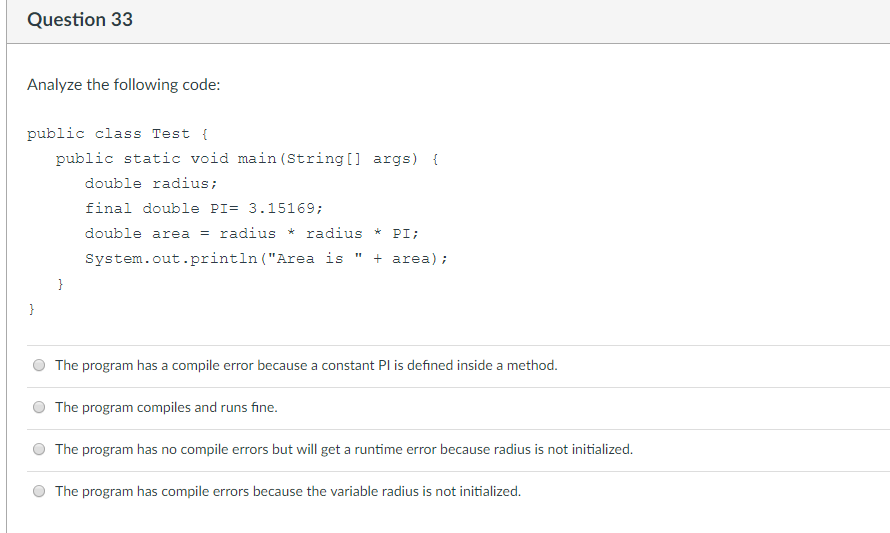 Question 33
Analyze the following code:
public class Test {
public static void main(String[] args) {
double radius;
final double PI= 3.15169;
double area = radius * radius * PI;
System.out.println("Area is " + area);
}
}
The program has a compile error because a constant PI is defined inside a method.
The program compiles and runs fine.
The program has no compile errors but will get a runtime error because radius is not initialized.
The program has compile errors because the variable radius is not initialized.